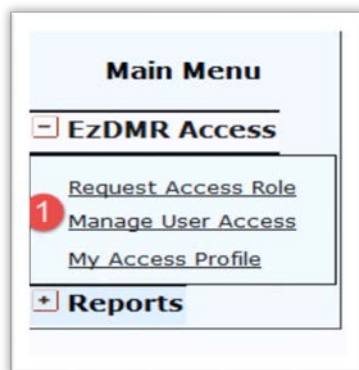 Main Menu
- EzDMR Access
Request Access Role
1 Manage User Access
My Access Profile
+ Reports